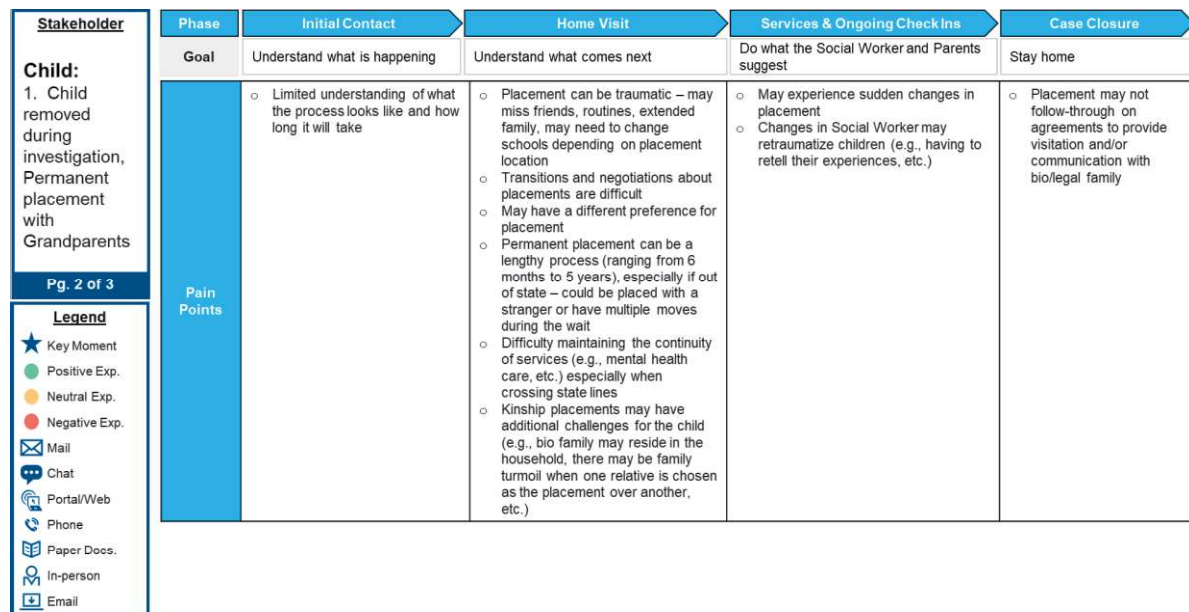 Stakeholder
Child:
1. Child
removed
during
investigation,
Permanent
placement
with
Grandparents
Pg. 2 of 3
Legend
Key Moment
Positive Exp.
Neutral Exp.
Negative Exp.
Mail
Chat
Portal/Web
Phone
Paper Docs.
In-person
Email
Phase
Initial Contact
Home Visit
Services & Ongoing Check Ins
Case Closure
Goal
Understand what is happening
Understand what comes next
Do what the Social Worker and Parents
suggest
Stay home
Pain
Points
o Limited understanding of what
the process looks like and how
long it will take
o Placement can be traumatic – may
miss friends, routines, extended
family, may need to change
schools depending on placement
location
o Transitions and negotiations about
placements are difficult
o May have a different preference for
placement
o Permanent placement can be a
lengthy process (ranging from 6
months to 5 years), especially if out
of state – could be placed with a
stranger or have multiple moves
during the wait
o Difficulty maintaining the continuity
of services (e.g., mental health
care, etc.) especially when
crossing state lines
o Kinship placements may have
additional challenges for the child
(e.g., bio family may reside in the
household, there may be family
turmoil when one relative is chosen
as the placement over another,
etc.)
o May experience sudden changes in
placement
o Changes in Social Worker may
retraumatize children (e.g., having to
retell their experiences, etc.)
o Placement may not
follow-through on
agreements to provide
visitation and/or
communication with
bio/legal family